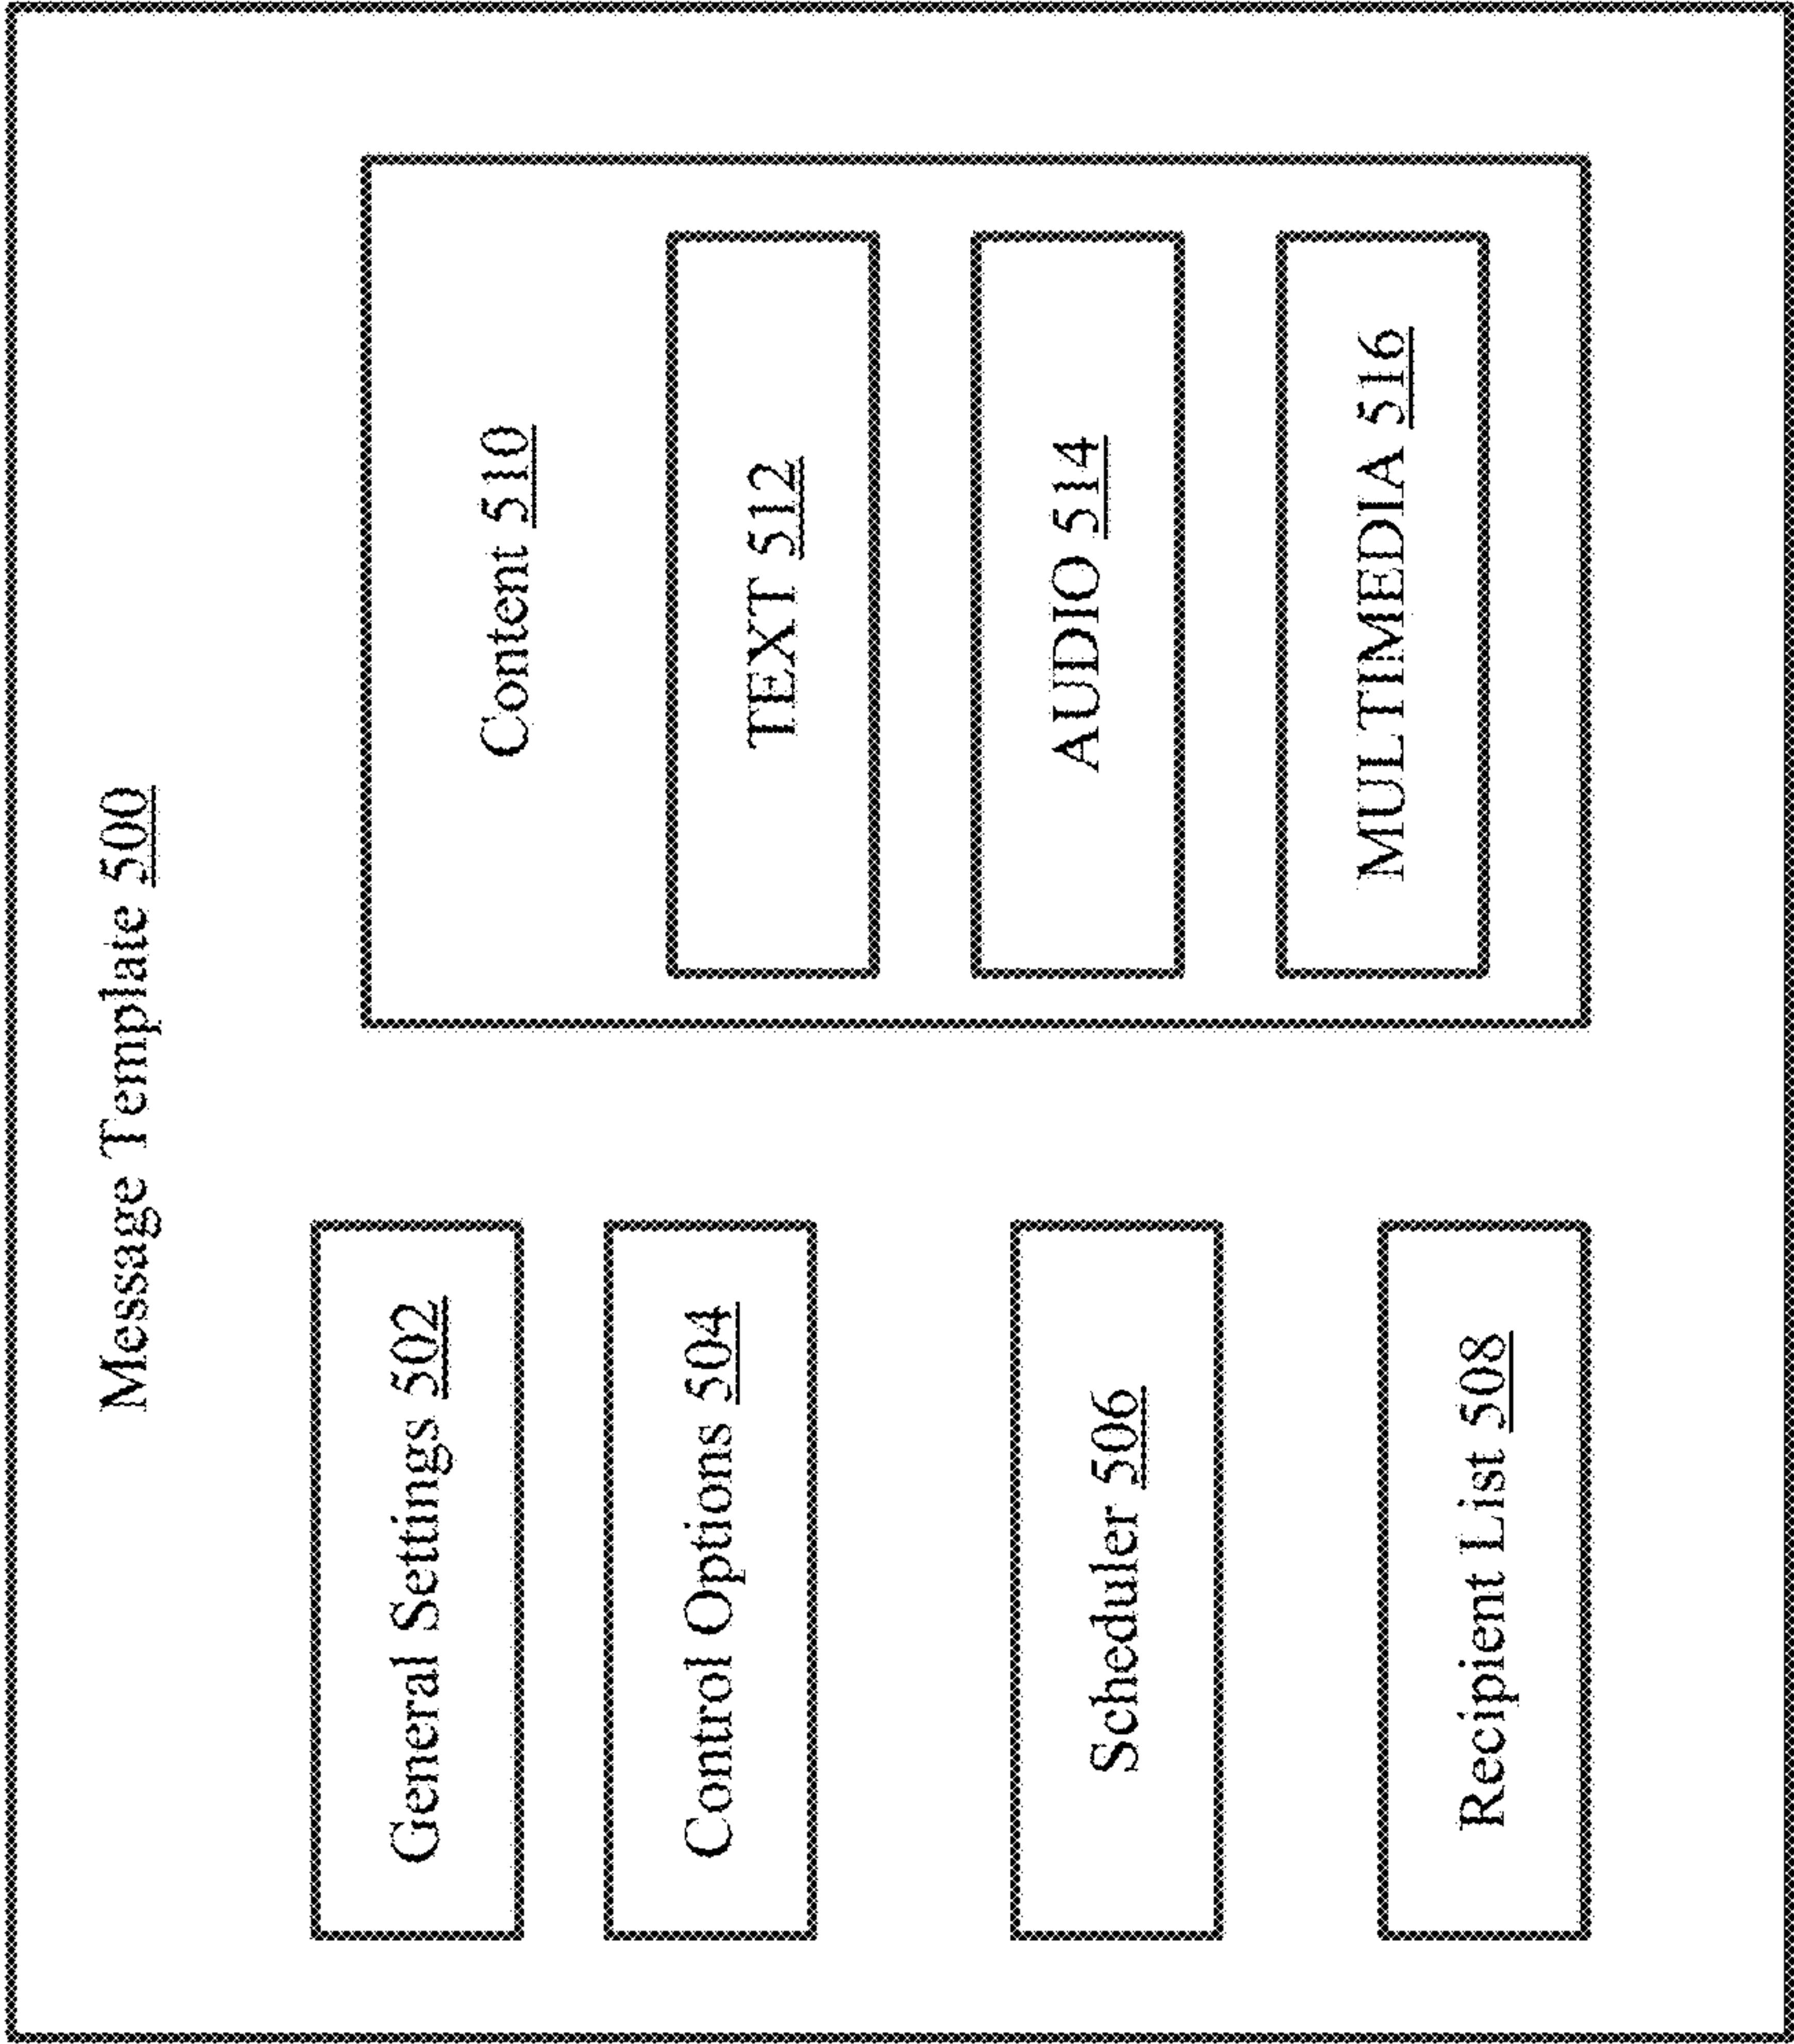 Message Template 500
General Settings 502
Control Options 504
Scheduler 506
Recipient List 508
Content 510
TEXT 512
AUDIO 514
MULTIMEDIA 516